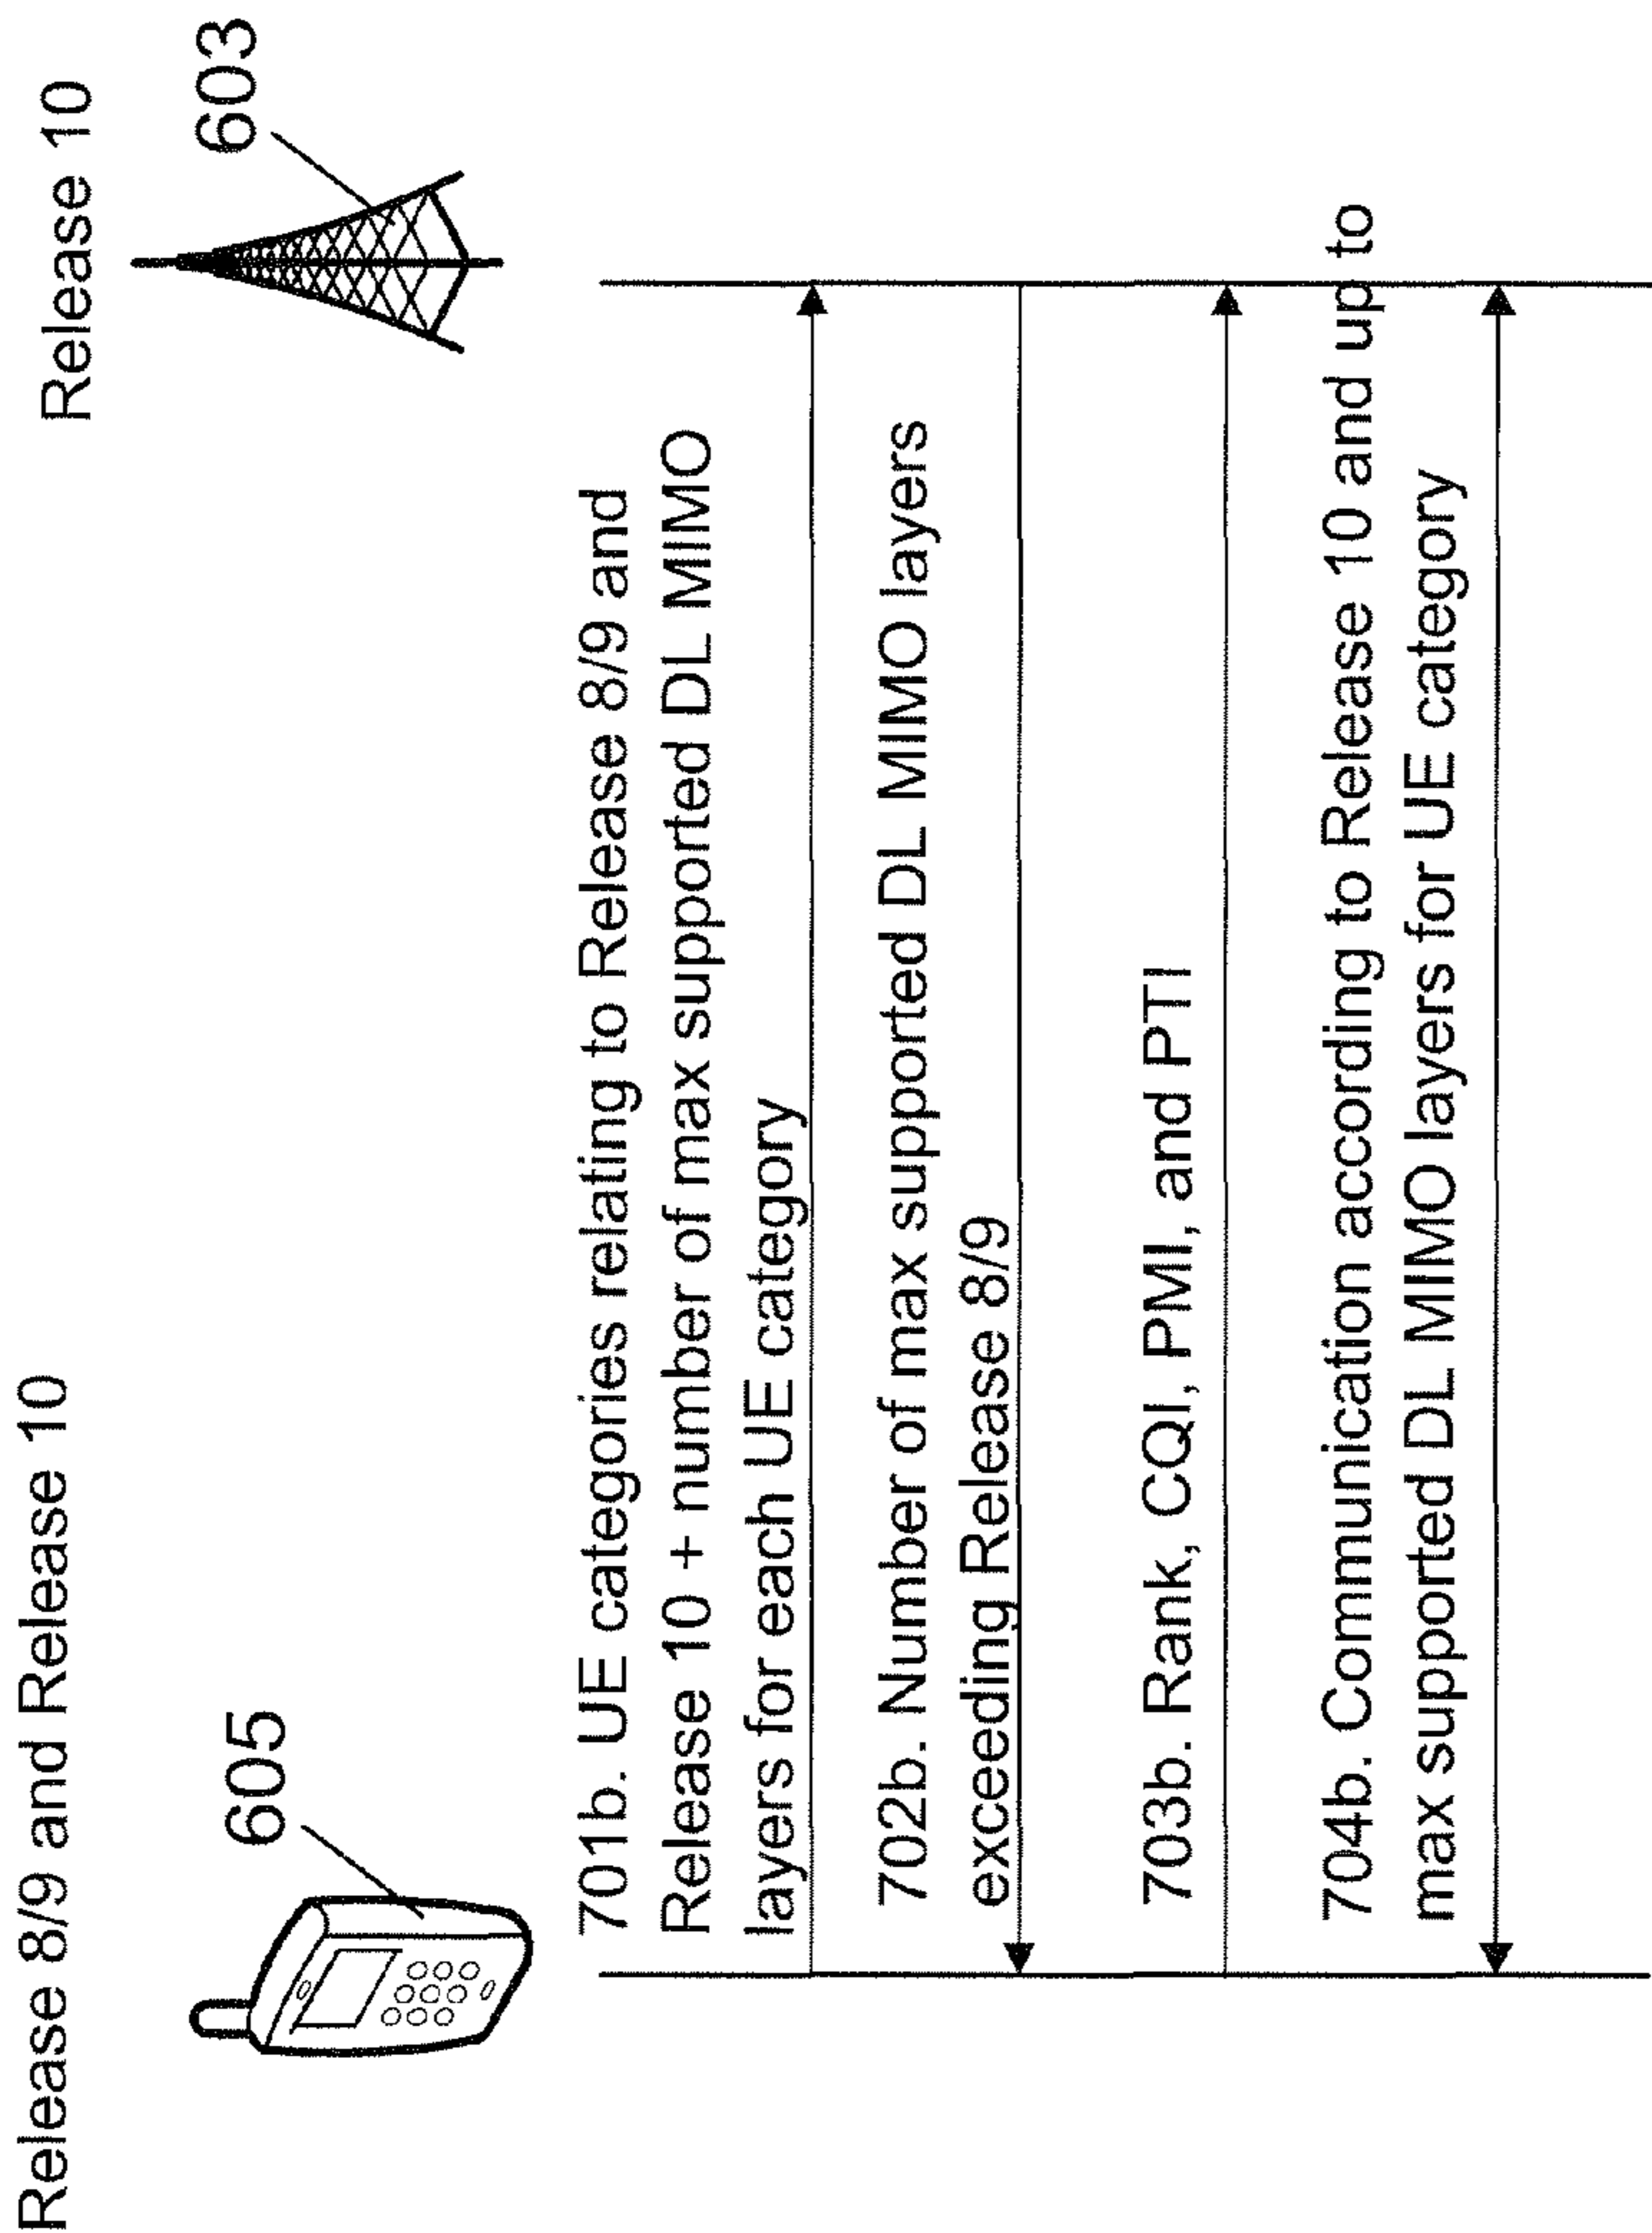 Release 8/9 and Release 10
Release 10
605
603
701b. UE categories relating to Release 8/9 and
Release 10 + number of max supported DL MIMO
layers for each UE category
702b. Number of max supported DL MIMO layers
exceeding Release 8/9
703b. Rank, CQI, PMI, and PTI
704b. Communication according to Release 10 and up to
max supported DL MIMO layers for UE category